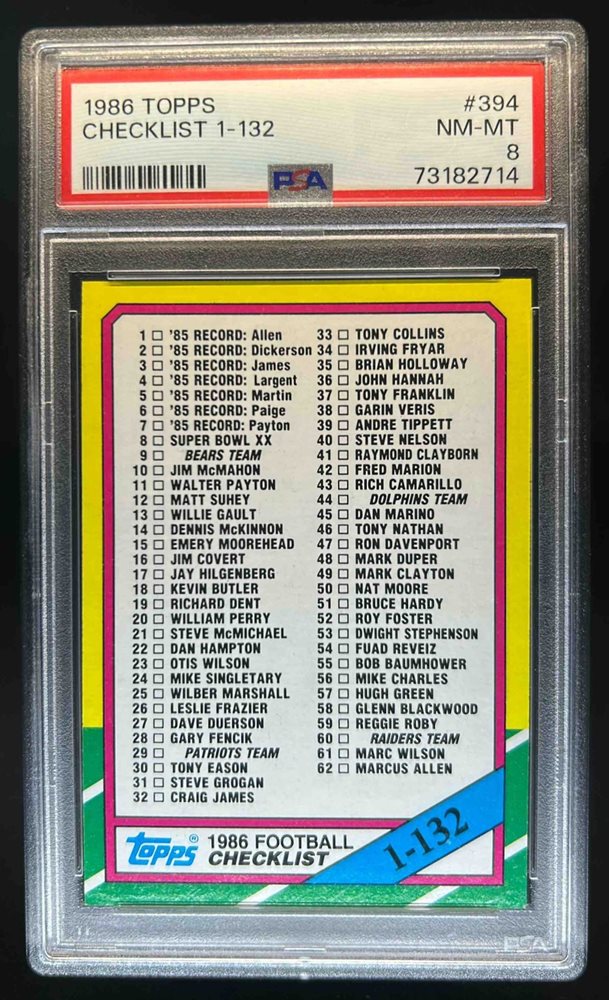 1986 TOPPS #394
CHECKLIST 1-132 NM-MT
8
PSA 73182714
1 □ '85 RECORD: Allen
2 □ '85 RECORD: Dickerson
3 □ '85 RECORD: James
4 □ '85 RECORD: Largent
5 □ '85 RECORD: Martin
6 □ '85 RECORD: Paige
7 □ '85 RECORD: Payton
8 □ SUPER BOWL XX
9 □ BEARS TEAM
10 □ JIM McMAHON
11 □ WALTER PAYTON
12 □ MATT SUHEY
13 □ WILLIE GAULT
14 □ DENNIS McKINNON
15 □ EMERY MOOREHEAD
16 □ JIM COVERT
17 □ JAY HILGENBERG
18 □ KEVIN BUTLER
19 □ RICHARD DENT
20 □ WILLIAM PERRY
21 □ STEVE McMICHAEL
22 □ DAN HAMPTON
23 □ OTIS WILSON
24 □ MIKE SINGLETARY
25 □ WILBER MARSHALL
26 □ LESLIE FRAZIER
27 □ DAVE DUERSON
28 □ GARY FENCIK
29 □ PATRIOTS TEAM
30 □ TONY EASON
31 □ STEVE GROGAN
32 □ CRAIG JAMES
33 □ TONY COLLINS
34 □ IRVING FRYAR
35 □ BRIAN HOLLOWAY
36 □ JOHN HANNAH
37 □ TONY FRANKLIN
38 □ GARIN VERIS
39 □ ANDRE TIPPETT
40 □ STEVE NELSON
41 □ RAYMOND CLAYBORN
42 □ FRED MARION
43 □ RICH CAMARILLO
44 □ DOLPHINS TEAM
45 □ DAN MARINO
46 □ TONY NATHAN
47 □ RON DAVENPORT
48 □ MARK DUPER
49 □ MARK CLAYTON
50 □ NAT MOORE
51 □ BRUCE HARDY
52 □ ROY FOSTER
53 □ DWIGHT STEPHENSON
54 □ FUAD REVEIZ
55 □ BOB BAUMHOWER
56 □ MIKE CHARLES
57 □ HUGH GREEN
58 □ GLENN BLACKWOOD
59 □ REGGIE ROBY
60 □ RAIDERS TEAM
61 □ MARC WILSON
62 □ MARCUS ALLEN
Topps® 1986 FOOTBALL
CHECKLIST
1-132
PSA